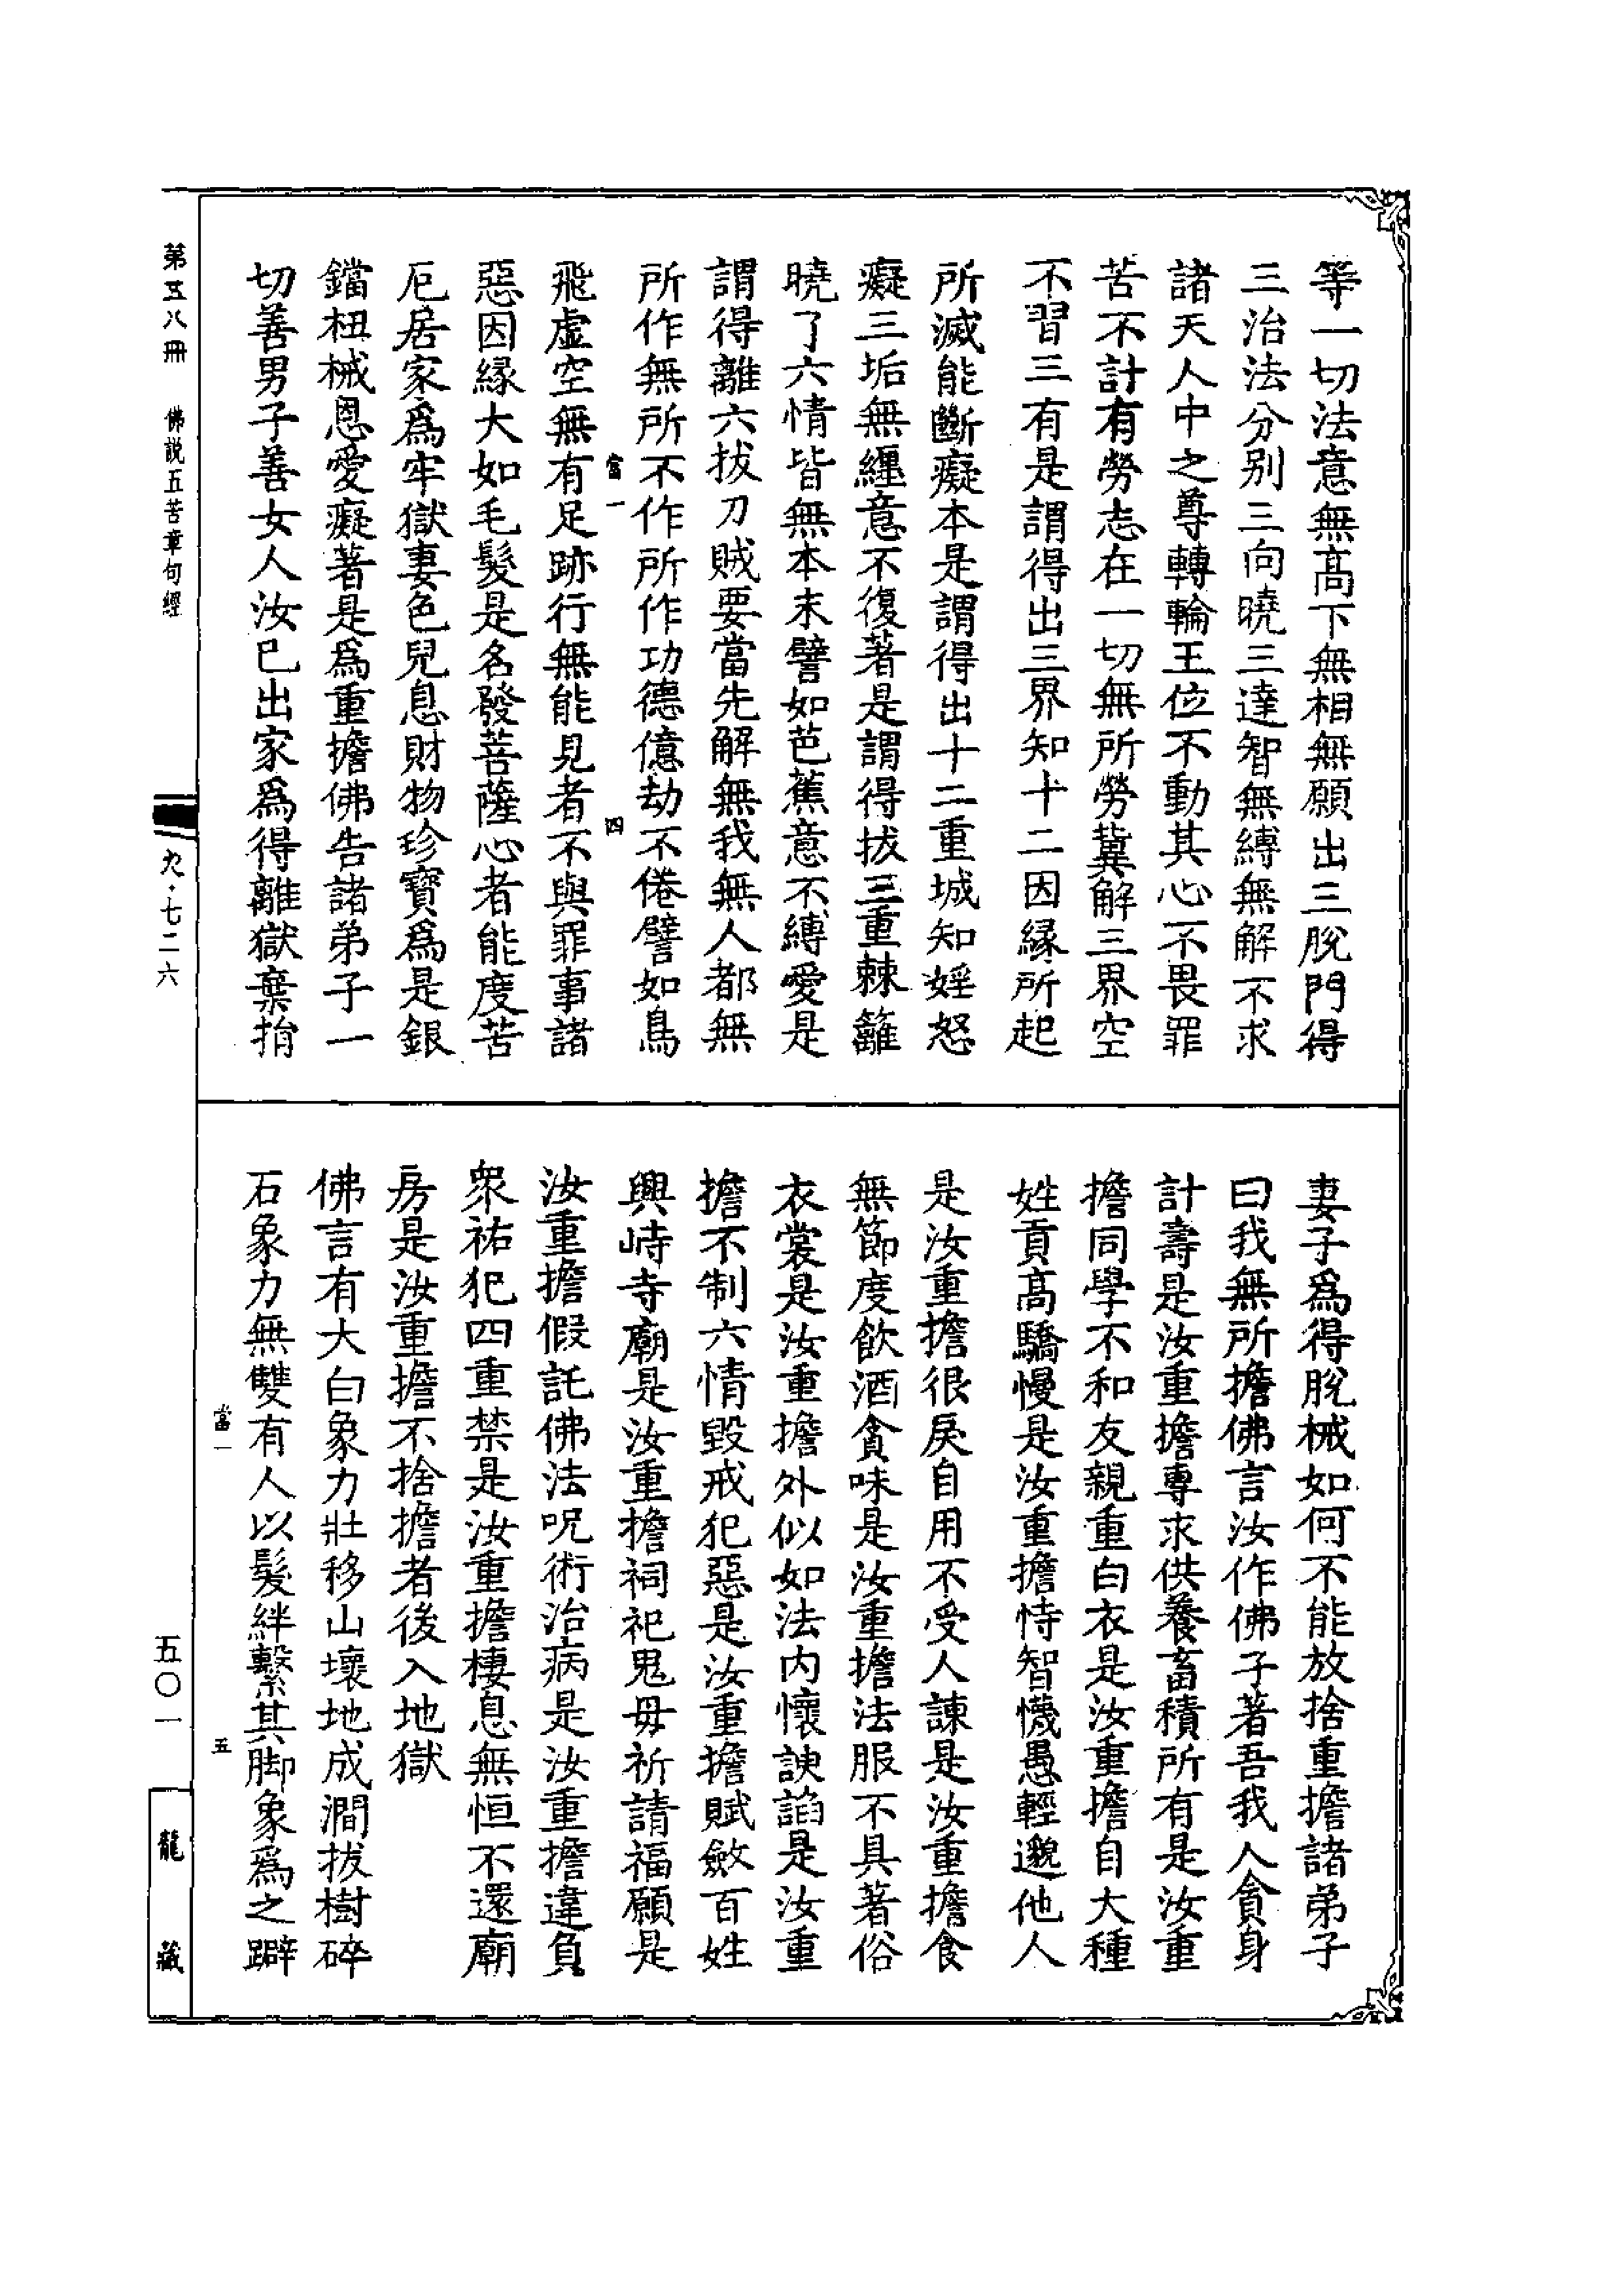 等一切法意無高下無相無願出三脫門得
三治法分别三向曉三達智無縛無解不求
諸天人中之尊轉輪王位不動其心不畏罪
苦不計有勞志在一切無所勞冀解三界空
不習三有是謂得出三界知十二因緣所起
所滅能斷癡本是謂得出十二重城知婬怒
癡三垢無纏意不復著是謂得拔三重棘籬
曉了六情皆無本末譬如芭蕉意不縛愛是
謂得離六拔刀賊要當先解無我無人都無
所作無所不作所作功德億劫不倦譬如鳥
當一
四
飛虛空無有足跡行無能見者不與罪事諸
惡因緣大如毛髮是名發菩薩心者能度苦
厄居家爲牢獄妻色兒息財物珍寶爲是銀
鐺杻械恩愛癡著是爲重擔佛告諸弟子一
切善男子善女人汝已出家爲得離獄棄捐
妻子爲得脫械如何不能放捨重擔諸弟子
曰我無所擔佛言汝作佛子著吾我人貪身
計壽是汝重擔專求供養畜積所有是汝重
擔同學不和友親重白衣是汝重擔自大種
姓貢高驕慢是汝重擔恃智懱愚輕邈他人
是汝重擔很戾自用不受人諫是汝重擔食
無節度飲酒貪味是汝重擔法服不具著俗
衣裳是汝重擔外似如法内懷諛諂是汝重
擔不制六情毀戒犯惡是汝重擔賦斂百姓
興峙寺廟是汝重擔祠祀鬼毋祈請福願是
汝重擔假託佛法呪術治病是汝重擔違負
衆祐犯四重禁是汝重擔棲息無恒不還廟
房是汝重擔不捨擔者後入地獄
佛言有大白象力壯移山壞地成澗拔樹碎
石象力無雙有人以髮絆繫其脚象爲之躃
當一
五
第五八冊
佛説五苦章句經
九·七二六
五〇一
龍藏